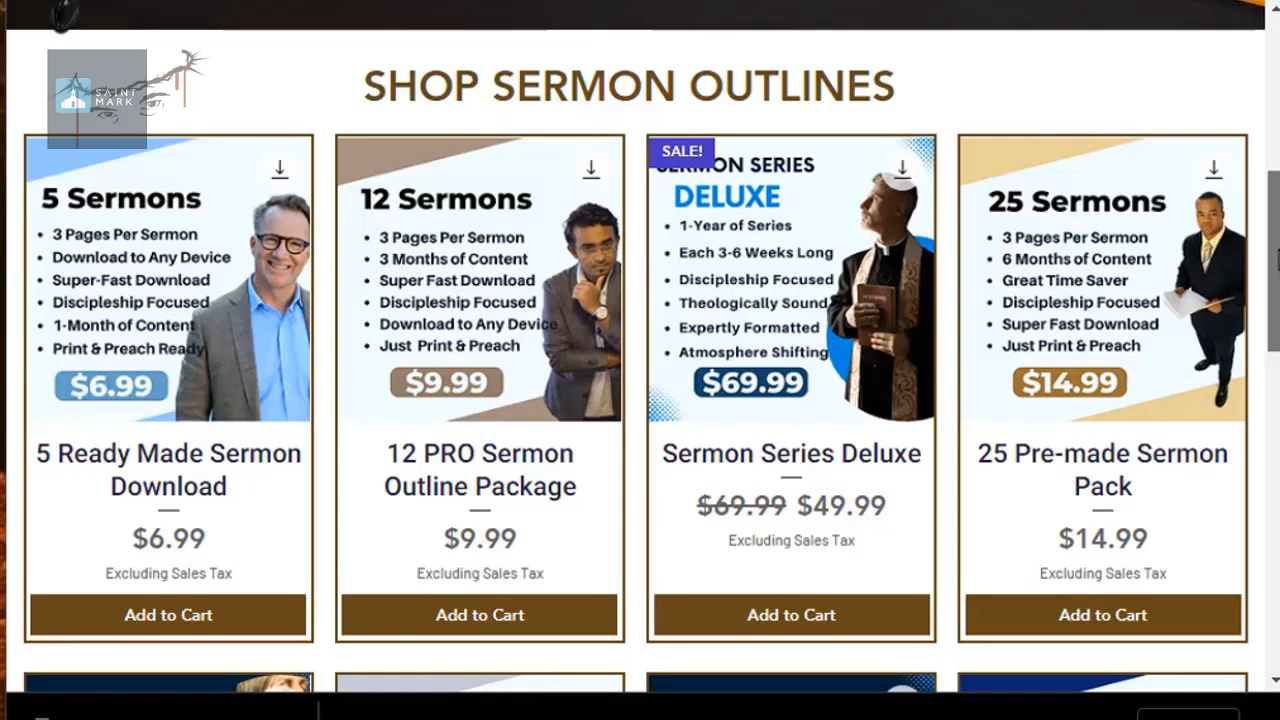 SAINT
MARK
SHOP SERMON OUTLINES
5 Sermons
• 3 Pages Per Sermon
• Download to Any Device
• Super-Fast Download
• Discipleship Focused
• 1-Month of Content
• Print & Preach Ready
$6.99
5 Ready Made Sermon
Download
$6.99
Excluding Sales Tax
Add to Cart
12 Sermons
• 3 Pages Per Sermon
• 3 Months of Content
• Super Fast Download
• Discipleship Focused
• Download to Any Device
• Just Print & Preach
$9.99
12 PRO Sermon
Outline Package
$9.99
Excluding Sales Tax
Add to Cart
SALE!
SERMON SERIES
DELUXE
• 1-Year of Series
• Each 3-6 Weeks Long
• Discipleship Focused
• Theologically Sound
• Expertly Formatted
• Atmosphere Shifting
$69.99
Sermon Series Deluxe
$69.99 $49.99
Excluding Sales Tax
Add to Cart
25 Sermons
• 3 Pages Per Sermon
• 6 Months of Content
• Great Time Saver
• Discipleship Focused
• Super Fast Download
• Just Print & Preach
$14.99
25 Pre-made Sermon
Pack
$14.99
Excluding Sales Tax
Add to Cart